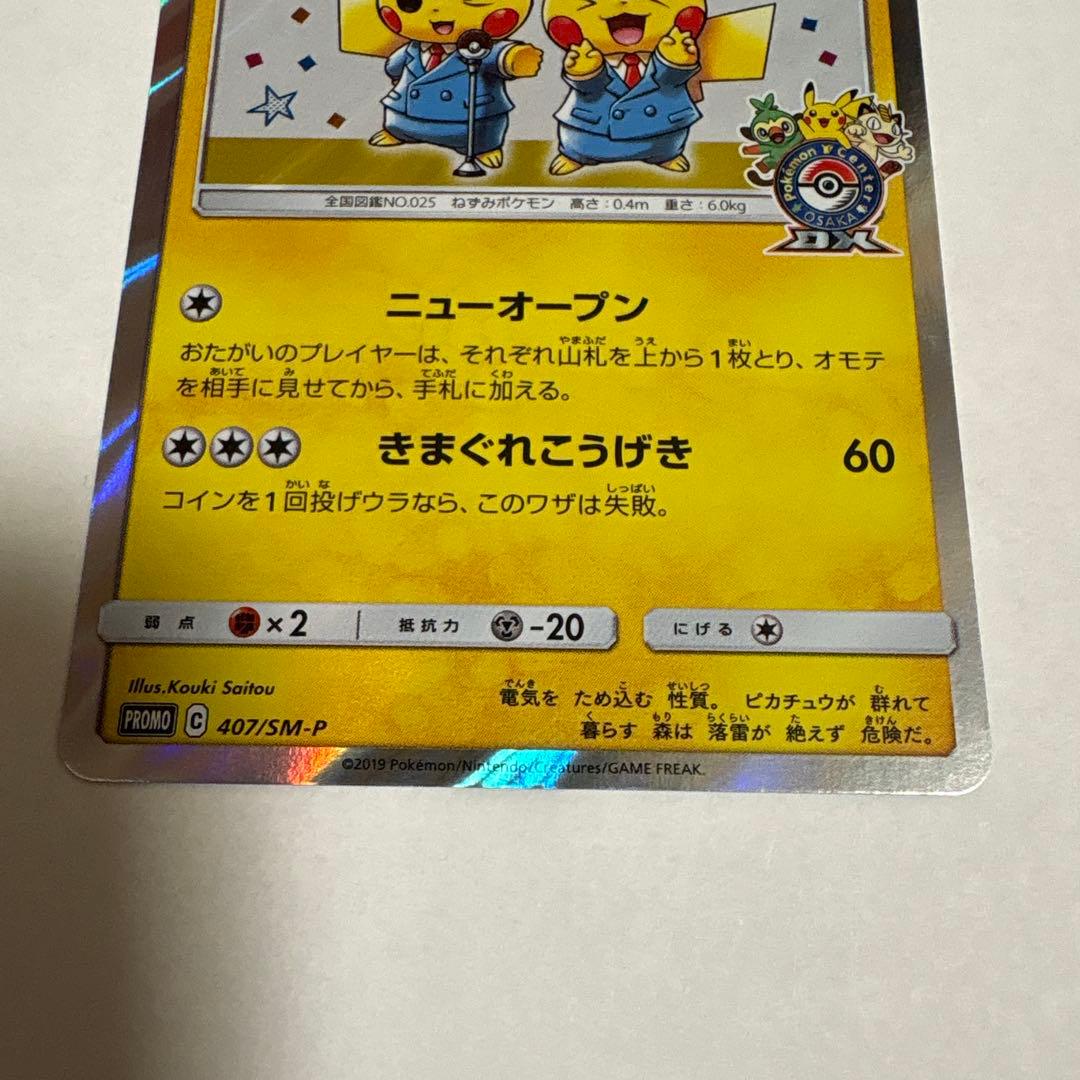 Pokémon Center
OSAKA
DX
全国図鑑NO.025 ねずみポケモン 高さ:0.4m 重さ:6.0kg
ニューオープン
おたがいのプレイヤーは、それぞれ山札を上から1枚とり、オモテ
を相手に見せてから、手札に加える。
きまぐれこうげき 60
コインを1回投げウラなら、このワザは失敗。
弱点 ×2 抵抗力 -20 にげる
Illus.Kouki Saitou
PROMO C 407/SM-P
電気を ため込む 性質。 ピカチュウが 群れて
暮らす 森は 落雷が 絶えず 危険だ。
©2019 Pokémon/Nintendo/Creatures/GAME FREAK.